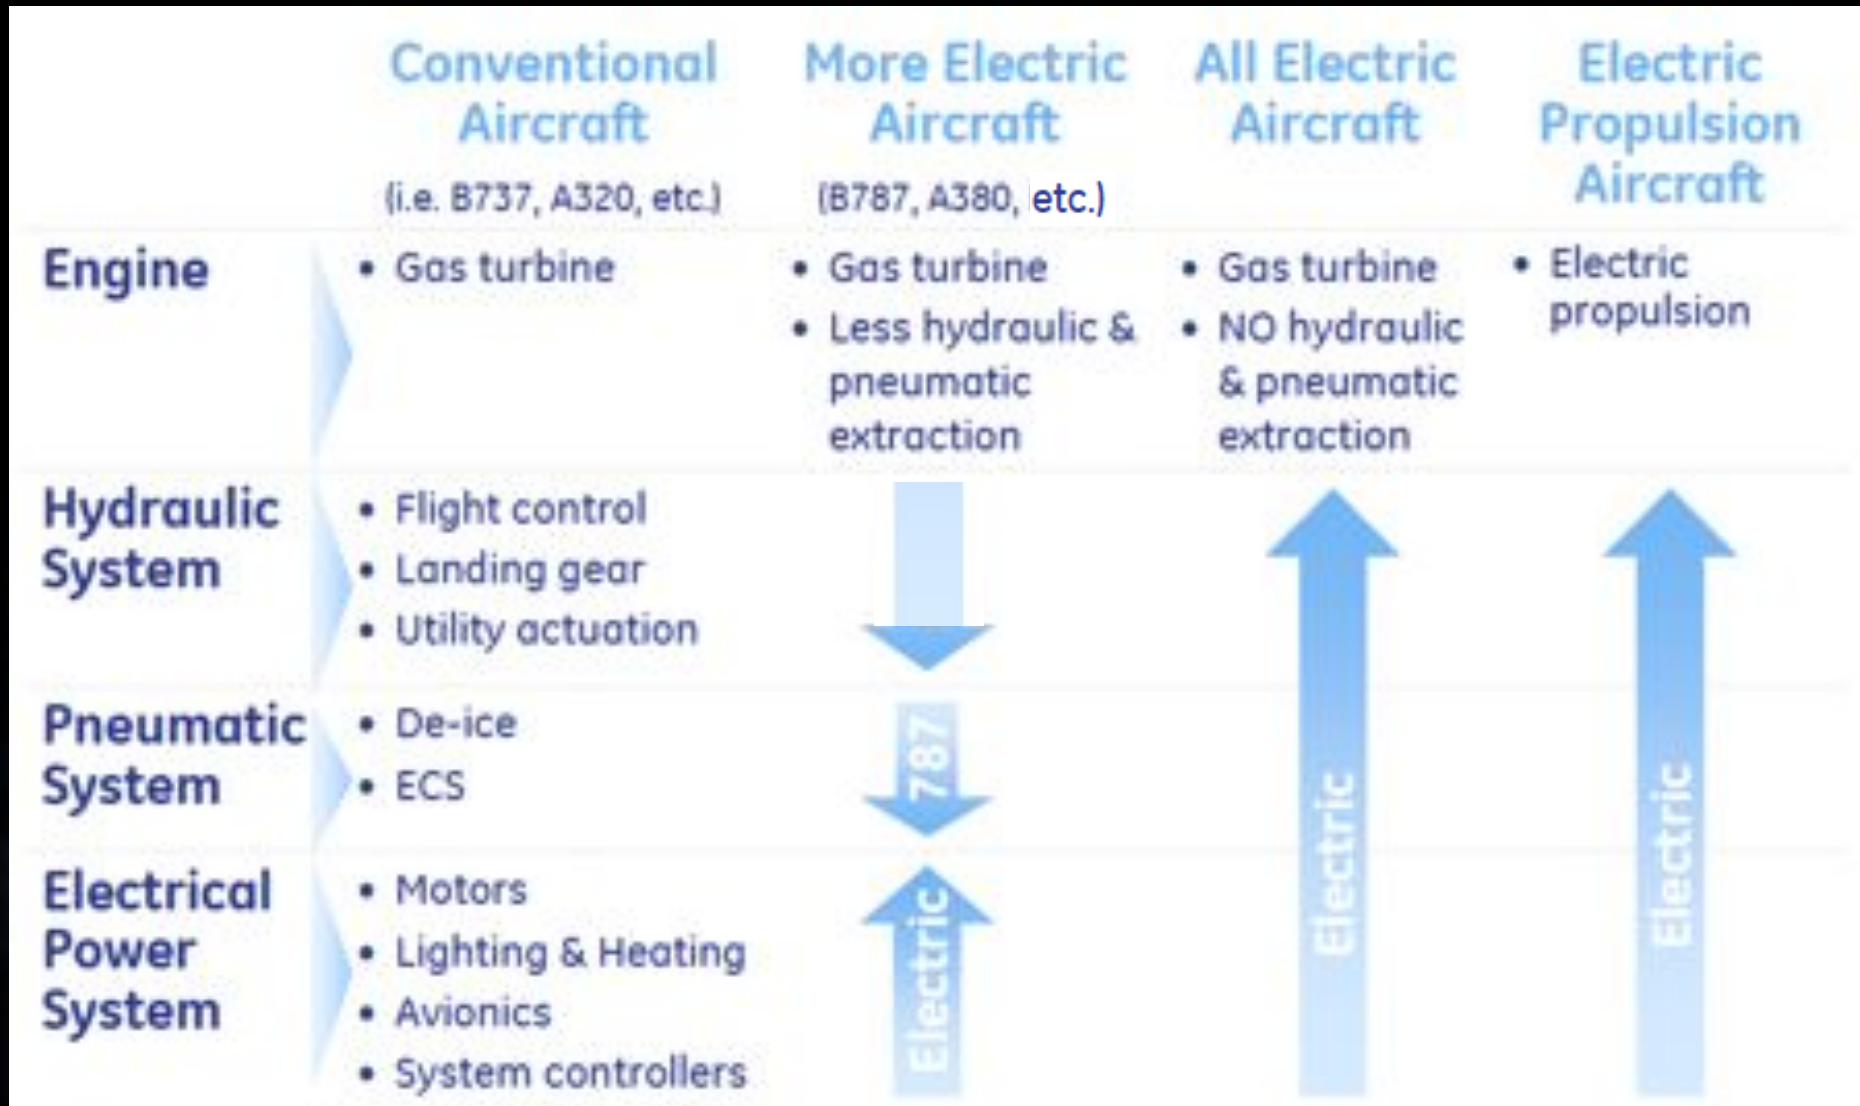 Conventional
Aircraft
(i.e. B737, A320, etc.)
More Electric
Aircraft
(B787, A380, etc.)
All Electric
Aircraft
Electric
Propulsion
Aircraft
Engine
• Gas turbine
• Gas turbine
• Less hydraulic &
pneumatic
extraction
• Gas turbine
• NO hydraulic
& pneumatic
extraction
• Electric
propulsion
Hydraulic
System
• Flight control
• Landing gear
• Utility actuation
Pneumatic
System
• De-ice
• ECS
787
Electrical
Power
System
• Motors
• Lighting & Heating
• Avionics
• System controllers
Electric
Electric
Electric